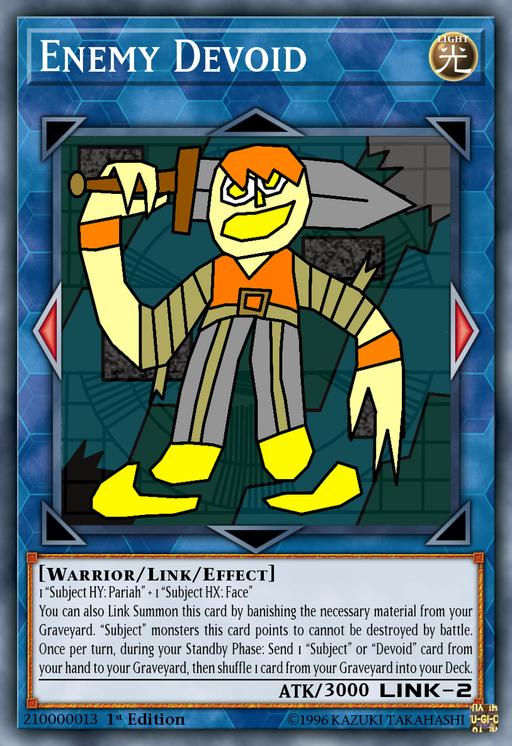 ENEMY DEVOID
LIGHT
光
[WARRIOR/LINK/EFFECT]
1 “Subject HY: Pariah” + 1 “Subject HX: Face”
You can also Link Summon this card by banishing the necessary material from your
Graveyard. “Subject” monsters this card points to cannot be destroyed by battle.
Once per turn, during your Standby Phase: Send 1 “Subject” or “Devoid” card from
your hand to your Graveyard, then shuffle 1 card from your Graveyard into your Deck.
ATK/3000 LINK-2
210000013 1st Edition ©1996 KAZUKI TAKAHASHI